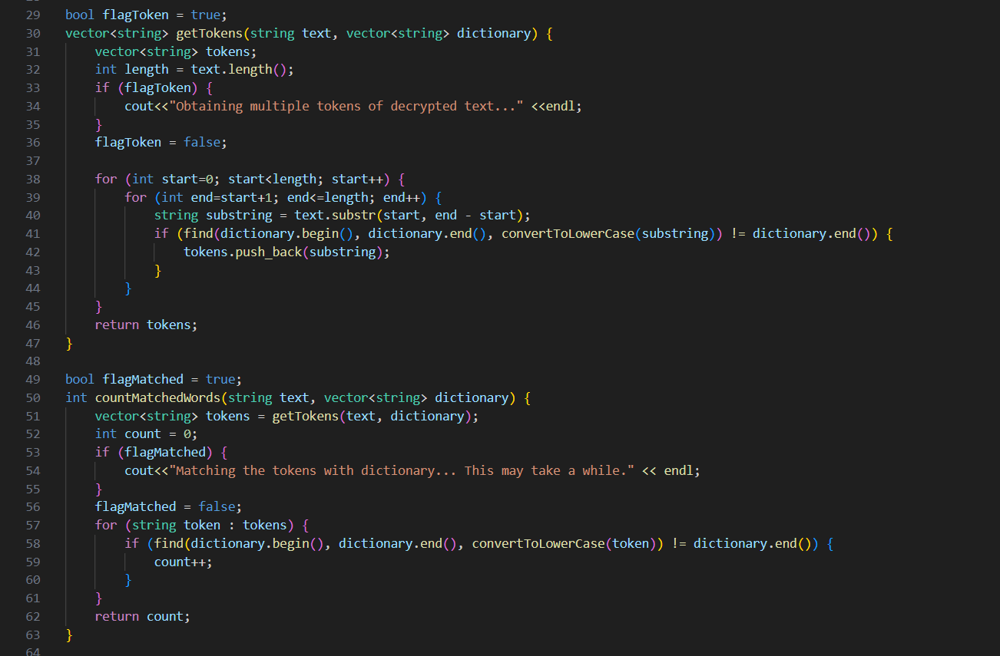 29 bool flagToken = true;
30 vector<string> getTokens(string text, vector<string> dictionary) {
31     vector<string> tokens;
32     int length = text.length();
33     if (flagToken) {
34         cout<<"Obtaining multiple tokens of decrypted text..." <<endl;
35     }
36     flagToken = false;
37
38     for (int start=0; start<length; start++) {
39         for (int end=start+1; end<=length; end++) {
40             string substring = text.substr(start, end - start);
41             if (find(dictionary.begin(), dictionary.end(), convertToLowerCase(substring)) != dictionary.end()) {
42                 tokens.push_back(substring);
43             }
44         }
45     }
46     return tokens;
47 }
48
49 bool flagMatched = true;
50 int countMatchedWords(string text, vector<string> dictionary) {
51     vector<string> tokens = getTokens(text, dictionary);
52     int count = 0;
53     if (flagMatched) {
54         cout<<"Matching the tokens with dictionary... This may take a while." << endl;
55     }
56     flagMatched = false;
57     for (string token : tokens) {
58         if (find(dictionary.begin(), dictionary.end(), convertToLowerCase(token)) != dictionary.end()) {
59             count++;
60         }
61     }
62     return count;
63 }
64